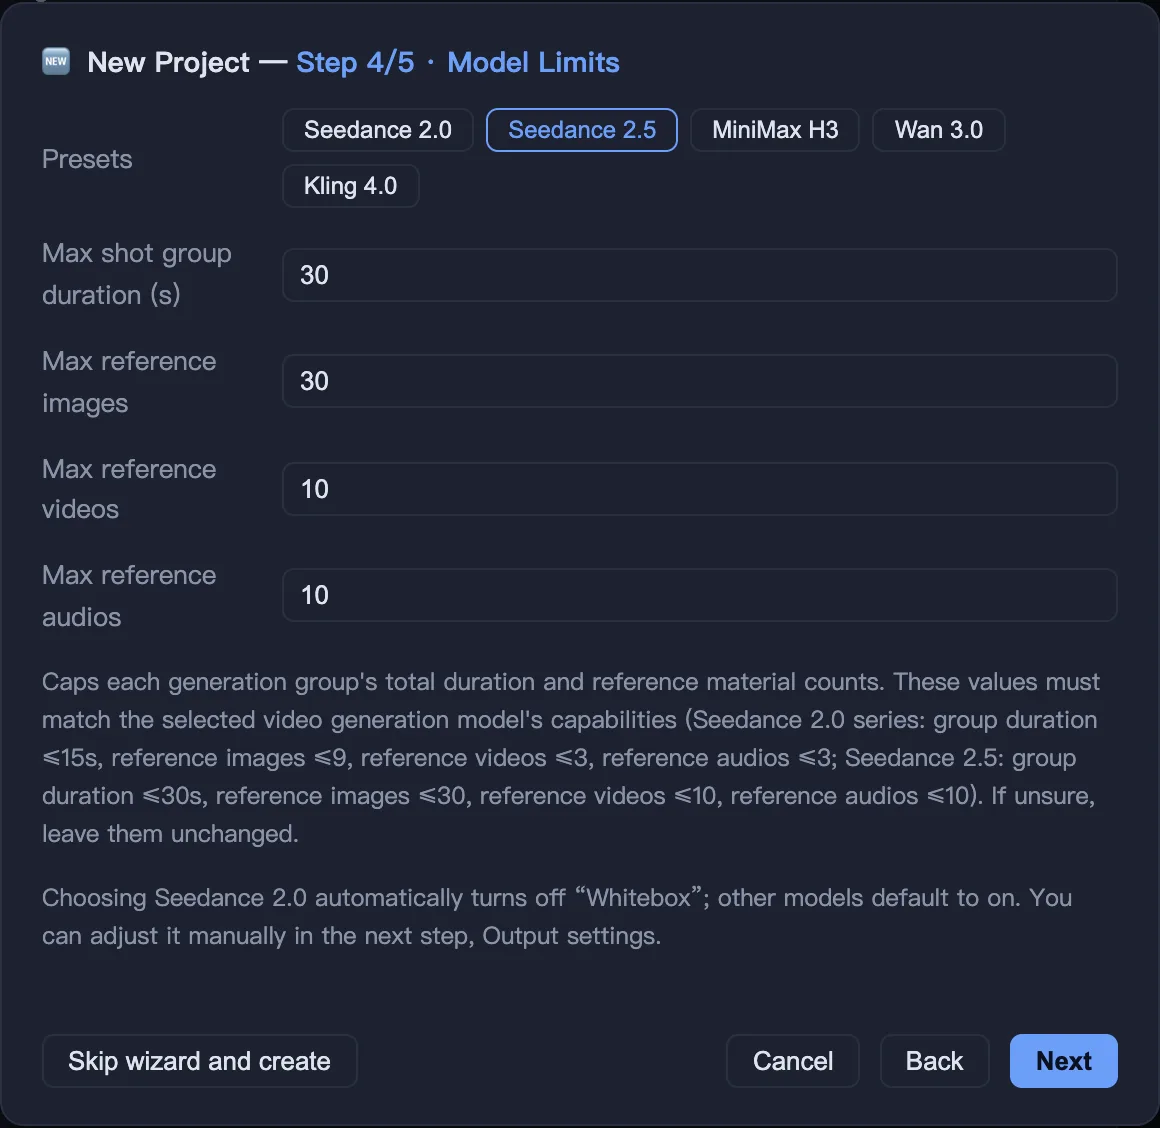 🆕 New Project — Step 4/5 · Model Limits
Presets
Seedance 2.0
Seedance 2.5
MiniMax H3
Wan 3.0
Kling 4.0
Max shot group
duration (s)
30
Max reference
images
30
Max reference
videos
10
Max reference
audios
10
Caps each generation group's total duration and reference material counts. These values must
match the selected video generation model's capabilities (Seedance 2.0 series: group duration
≤15s, reference images ≤9, reference videos ≤3, reference audios ≤3; Seedance 2.5: group
duration ≤30s, reference images ≤30, reference videos ≤10, reference audios ≤10). If unsure,
leave them unchanged.
Choosing Seedance 2.0 automatically turns off “Whitebox”; other models default to on. You
can adjust it manually in the next step, Output settings.
Skip wizard and create
Cancel
Back
Next